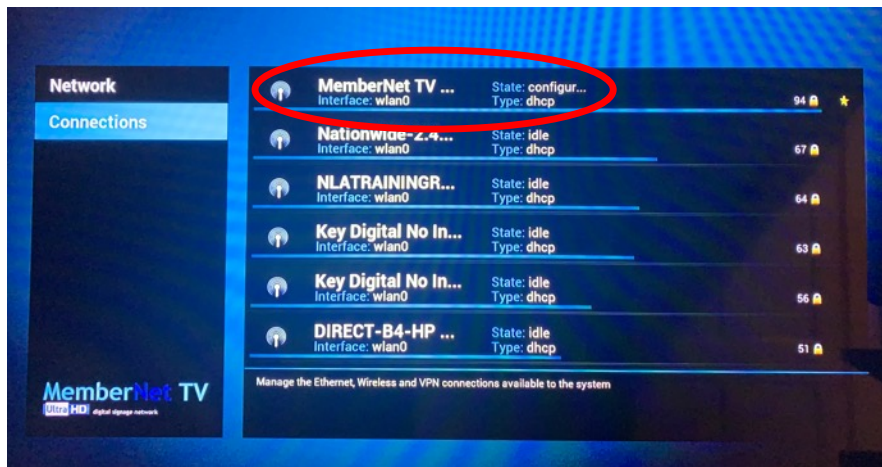 Network
Connections
MemberNet TV ...
State: configur...
Interface: wlan0
Type: dhcp
94
Nationwide-2.4...
State: idle
Interface: wlan0
Type: dhcp
67
NLATRAININGR...
State: idle
Interface: wlan0
Type: dhcp
64
Key Digital No In...
State: idle
Interface: wlan0
Type: dhcp
63
Key Digital No In...
State: idle
Interface: wlan0
Type: dhcp
56
DIRECT-B4-HP ...
State: idle
Interface: wlan0
Type: dhcp
51
Manage the Ethernet, Wireless and VPN connections available to the system
MemberNet TV
Ultra HD digital signage network